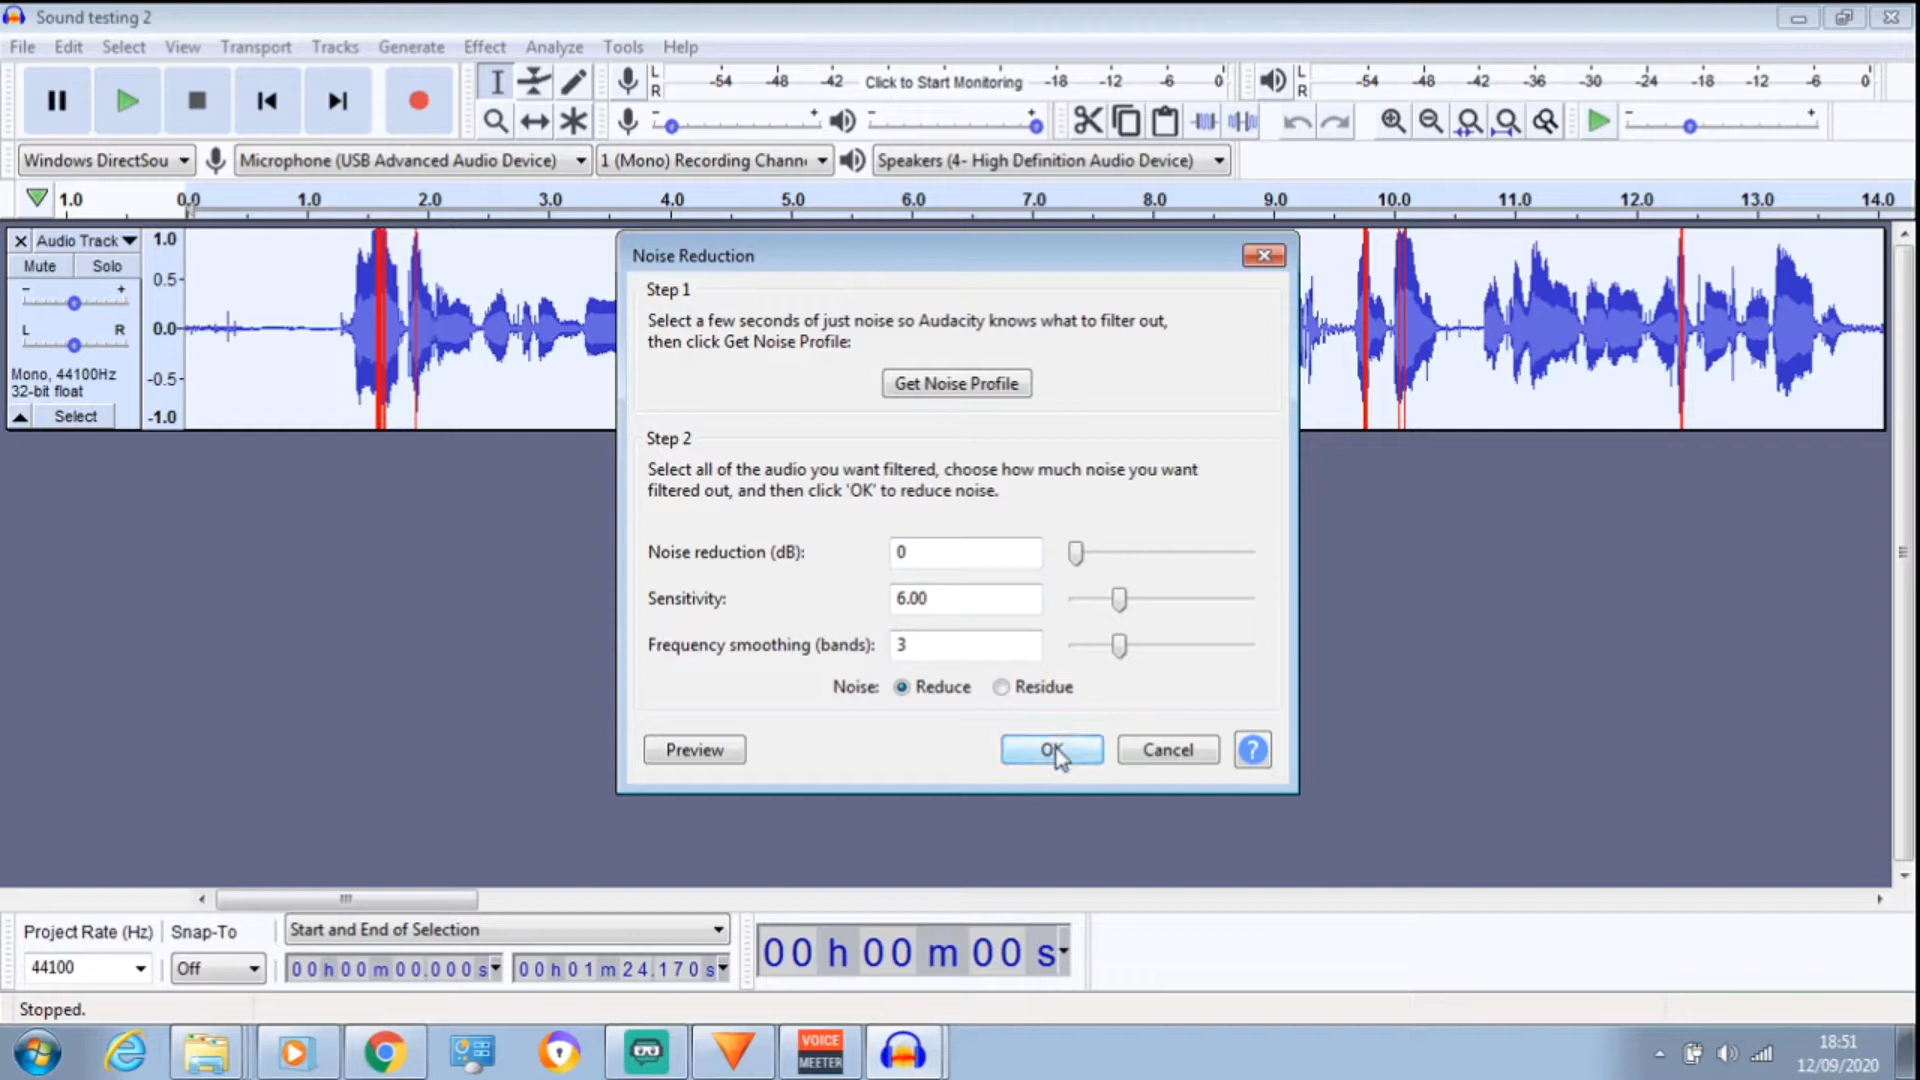 Sound testing 2
File Edit Select View Transport Tracks Generate Effect Analyze Tools Help
L
R
-54 -48 -42 Click to Start Monitoring -18 -12 -6 0
L
R
-54 -48 -42 -36 -30 -24 -18 -12 -6 0
- + - + - +
Windows DirectSou Microphone (USB Advanced Audio Device) 1 (Mono) Recording Chann Speakers (4- High Definition Audio Device)
1.0 0.0 1.0 2.0 3.0 4.0 5.0 6.0 7.0 8.0 9.0 10.0 11.0 12.0 13.0 14.0
Audio Track
Mute Solo
- +
L R
Mono, 44100Hz
32-bit float
Select
1.0
0.5
0.0
-0.5
-1.0
Noise Reduction
Step 1
Select a few seconds of just noise so Audacity knows what to filter out,
then click Get Noise Profile:
Get Noise Profile
Step 2
Select all of the audio you want filtered, choose how much noise you want
filtered out, and then click 'OK' to reduce noise.
Noise reduction (dB): 0
Sensitivity: 6.00
Frequency smoothing (bands): 3
Noise: Reduce Residue
Preview OK Cancel ?
Project Rate (Hz) Snap-To Start and End of Selection
44100 Off 00 h 00 m 00.000 s 00 h 01 m 24.170 s
00 h 00 m 00 s
Stopped.
VOICE
MEETER
18:51
12/09/2020